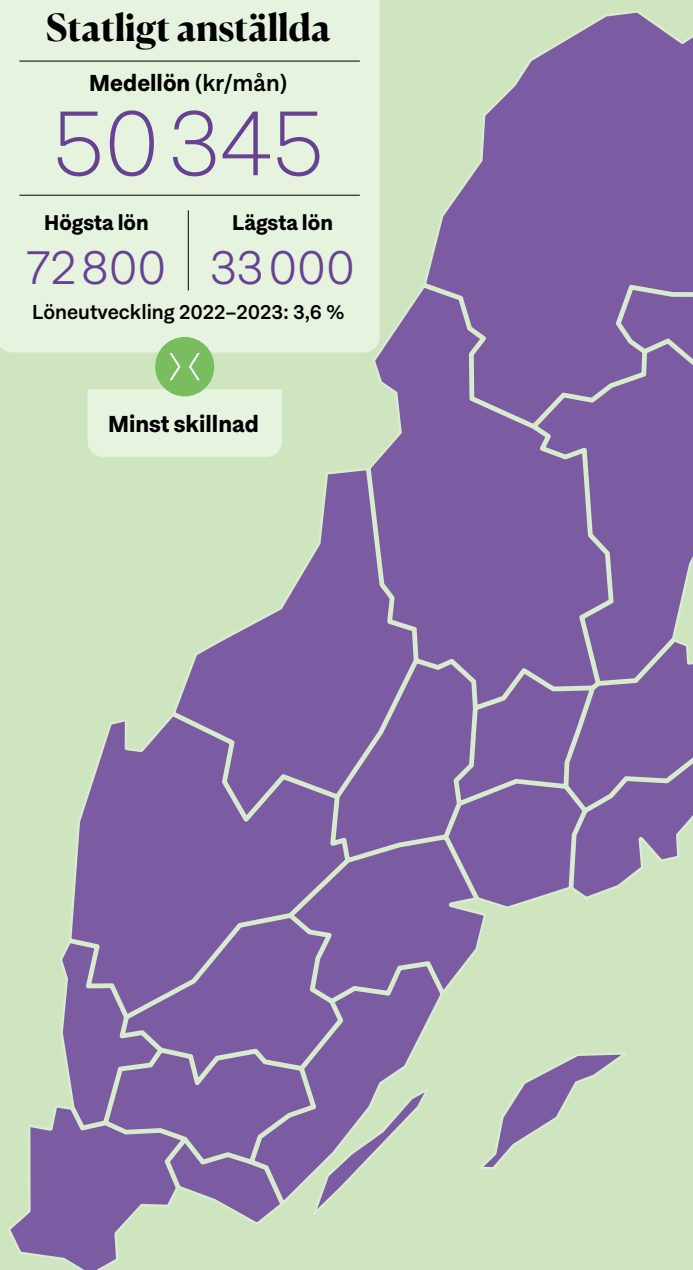 Statligt anställda
Medellön (kr/mån)
50 345
Högsta lön
72 800
Lägsta lön
33 000
Löneutveckling 2022–2023: 3,6 %
Minst skillnad